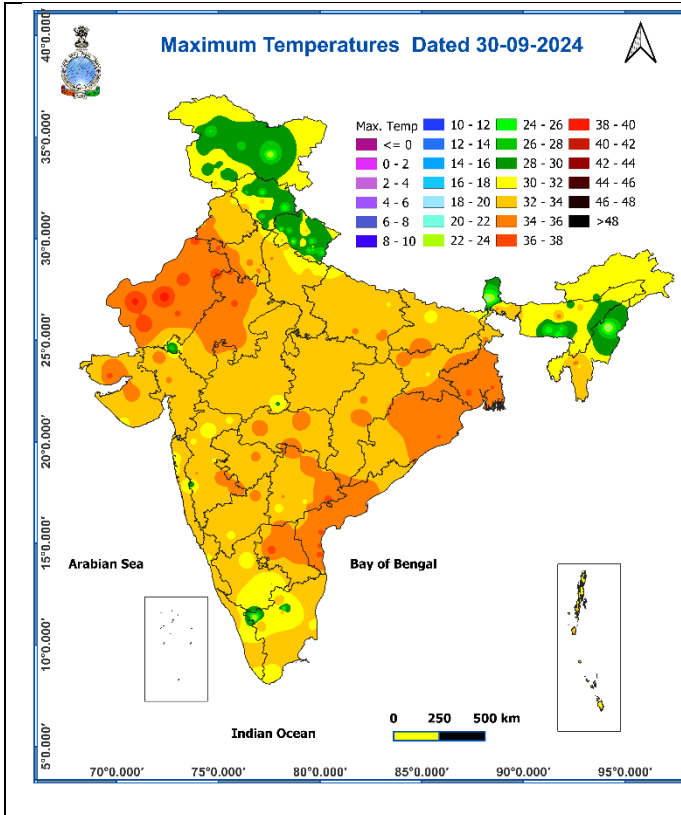 Maximum Temperatures Dated 30-09-2024
Max. Temp
<= 0
0 - 2
2 - 4
4 - 6
6 - 8
8 - 10
10 - 12
12 - 14
14 - 16
16 - 18
18 - 20
20 - 22
22 - 24
24 - 26
26 - 28
28 - 30
30 - 32
32 - 34
34 - 36
36 - 38
38 - 40
40 - 42
42 - 44
44 - 46
46 - 48
>48
40°0.000'
35°0.000'
30°0.000'
25°0.000'
20°0.000'
15°0.000'
10°0.000'
5°0.000'
Arabian Sea
Bay of Bengal
Indian Ocean
0 250 500 km
70°0.000' 75°0.000' 80°0.000' 85°0.000' 90°0.000' 95°0.000'